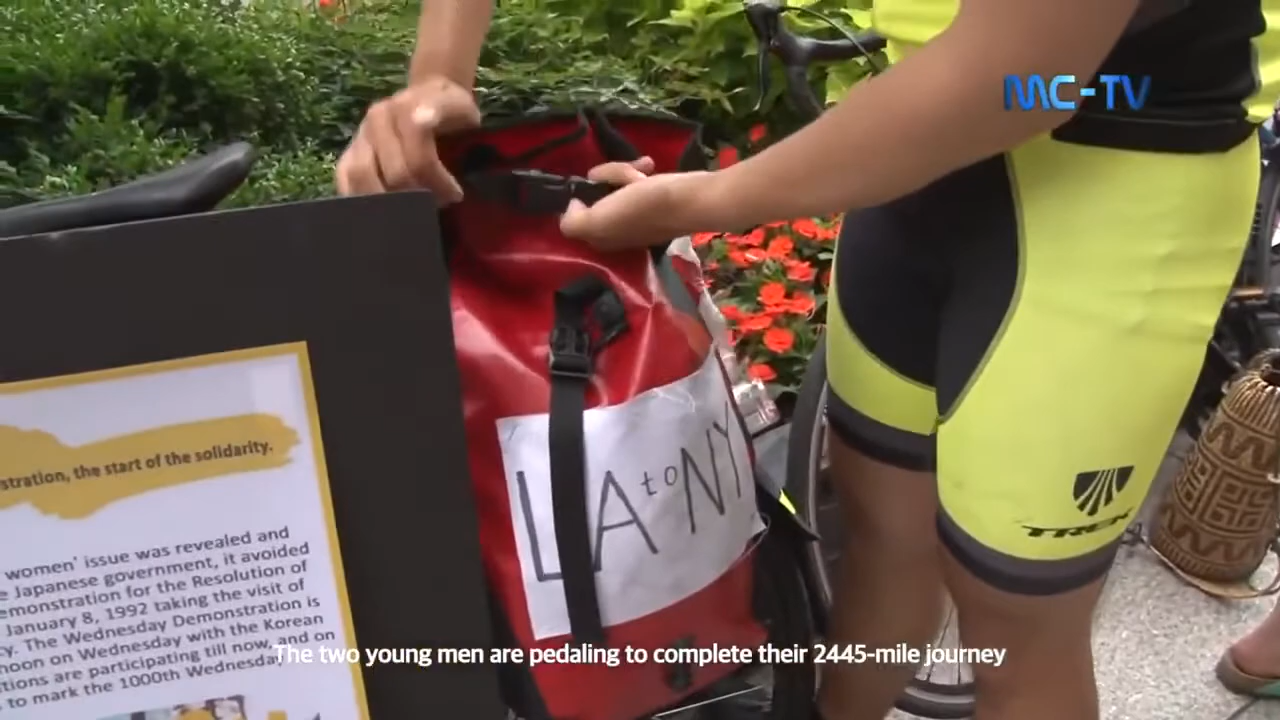 MC-TV
stration, the start of the solidarity.
women' issue was revealed and
e Japanese government, it avoided
emonstration for the Resolution of
January 8, 1992 taking the visit of
cy. The Wednesday Demonstration is
noon on Wednesday with the Korean
tions are participating till now, and on
to mark the 1000th Wednesday
LA to NY
TREK
The two young men are pedaling to complete their 2445-mile journey